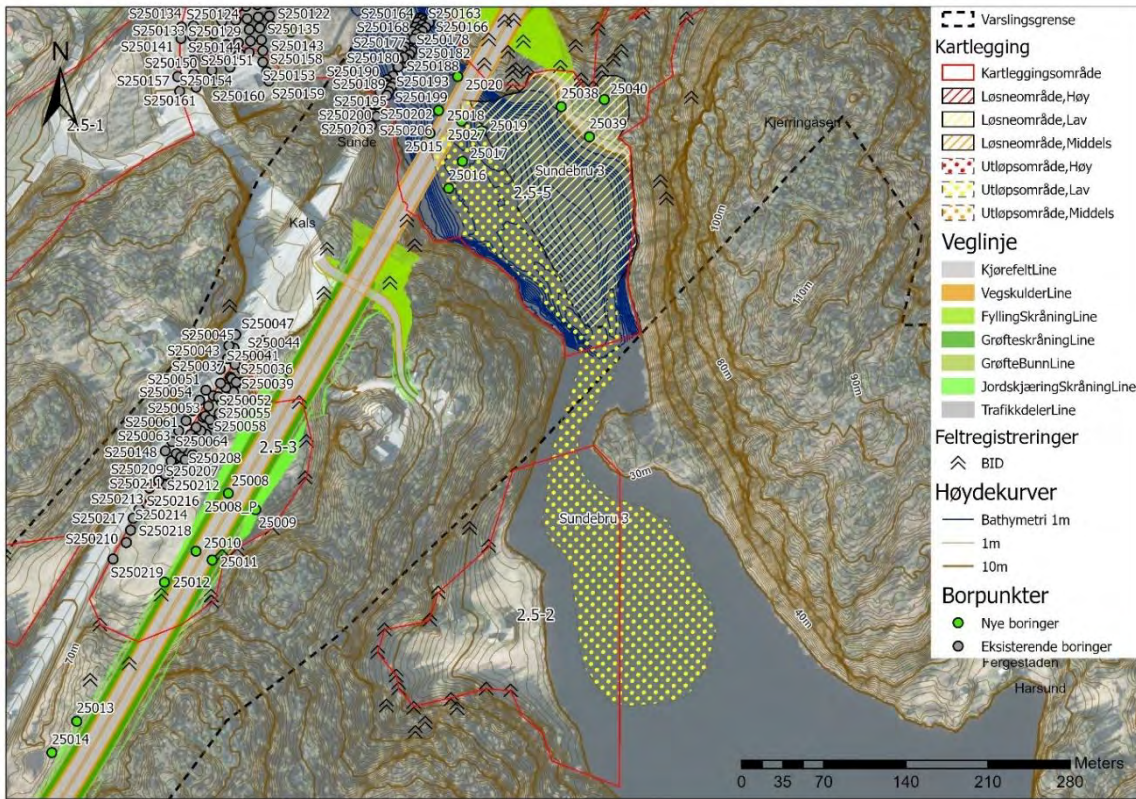 S250134
S250124
S250122
S250133
S250129
S250135
S250141
S250144
S250143
S250150
S250151
S250158
S250157
S250154
S250153
S250161
S250160
S250159
N
2.5-1
S250164
S250163
S250168
S250166
S250177
S250178
S250180
S250182
S250190
S250188
S250189
S250193
S250195
S250199
S250200
S250202
S250203
S250206
Sunde
25020
25018
25019
25027
25015
25017
25016
25038
25040
25039
Sundebru 3
2.5-5
Kjerringåsen
Kals
100m
110m
80m
90m
S250047
S250045
S250044
S250043
S250041
S250037
S250036
S250051
S250039
S250054
S250052
S250053
S250055
S250061
S250058
S250063
S250064
S250148
S250208
S250209
S250207
S250211
S250212
S250213
S250216
S250217
S250214
S250210
S250218
S250219
2.5-3
25008
25008_P
25009
25010
25011
25012
25013
25014
70m
30m
Sundebru 3
2.5-2
40m
Fergestaden
Harsund
Varslingsgrense
Kartlegging
Kartleggingsområde
Løsneområde,Høy
Løsneområde,Lav
Løsneområde,Middels
Utløpsområde,Høy
Utløpsområde,Lav
Utløpsområde,Middels
Veglinje
KjørefeltLine
VegskulderLine
FyllingSkråningLine
GrøfteskråningLine
GrøfteBunnLine
JordskjæringSkråningLine
TrafikkdelerLine
Feltregistreringer
BID
Høydekurver
Bathymetri 1m
1m
10m
Borpunkter
Nye boringer
Eksisterende boringer
Meters
0 35 70 140 210 280